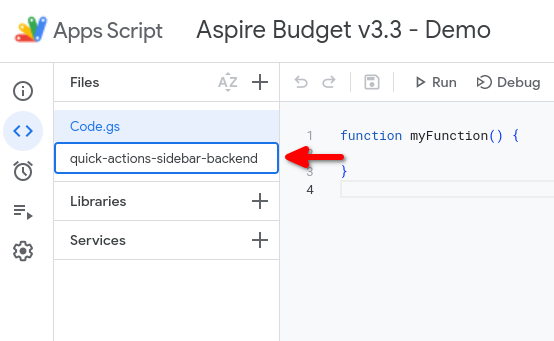 Apps Script
Aspire Budget v3.3 - Demo
Files
AZ
Run
Debug
Code.gs
quick-actions-sidebar-backend
Libraries
Services
1 function myFunction() {
3 }
4